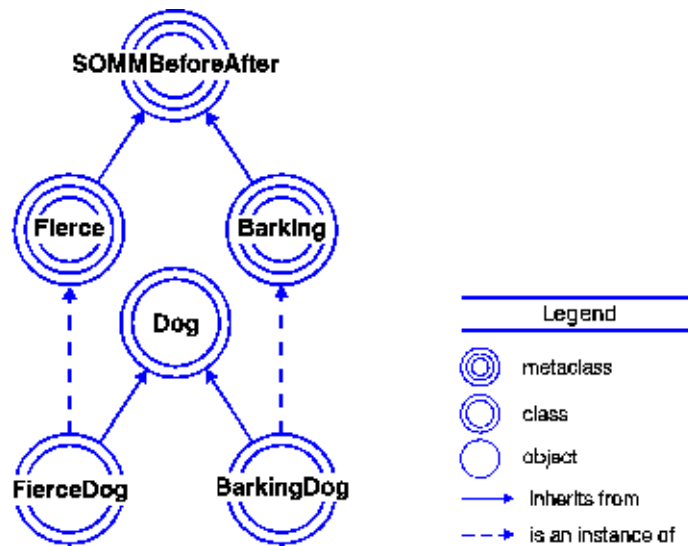 SOMMBeforeAfter
Fierce
Barking
Dog
FierceDog
BarkingDog
Legend
metaclass
class
object
Inherits from
is an instance of